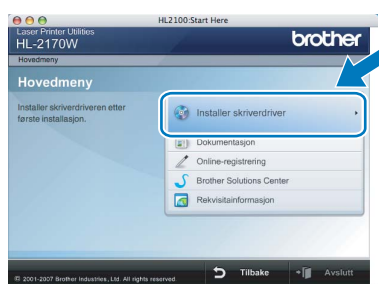 HL2100:Start Here
Laser Printer Utilities
HL-2170W
brother
Hovedmeny
Hovedmeny
Installer skriverdriveren etter
første installasjon.
Installer skriverdriver
Dokumentasjon
Online-registrering
Brother Solutions Center
Rekvisitainformasjon
© 2001-2007 Brother Industries, Ltd. All rights reserved.
Tilbake
Avslutt